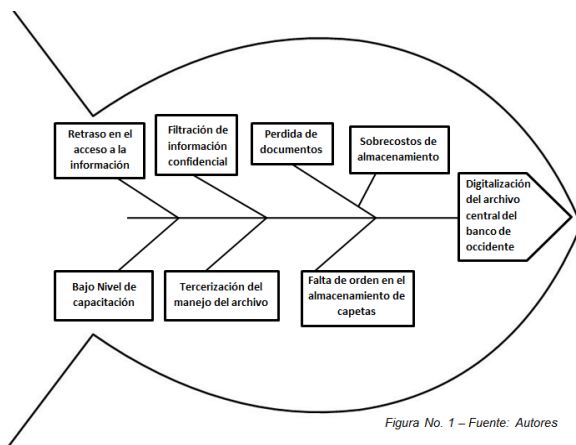 Retraso en el
acceso a la
información
Filtración de
información
confidencial
Perdida de
documentos
Sobrecostos de
almacenamiento
Digitalización
del archivo
central del
banco de
occidente
Bajo Nivel de
capacitación
Tercerización del
manejo del archivo
Falta de orden en el
almacenamiento de
capetas
Figura No. 1 – Fuente: Autores